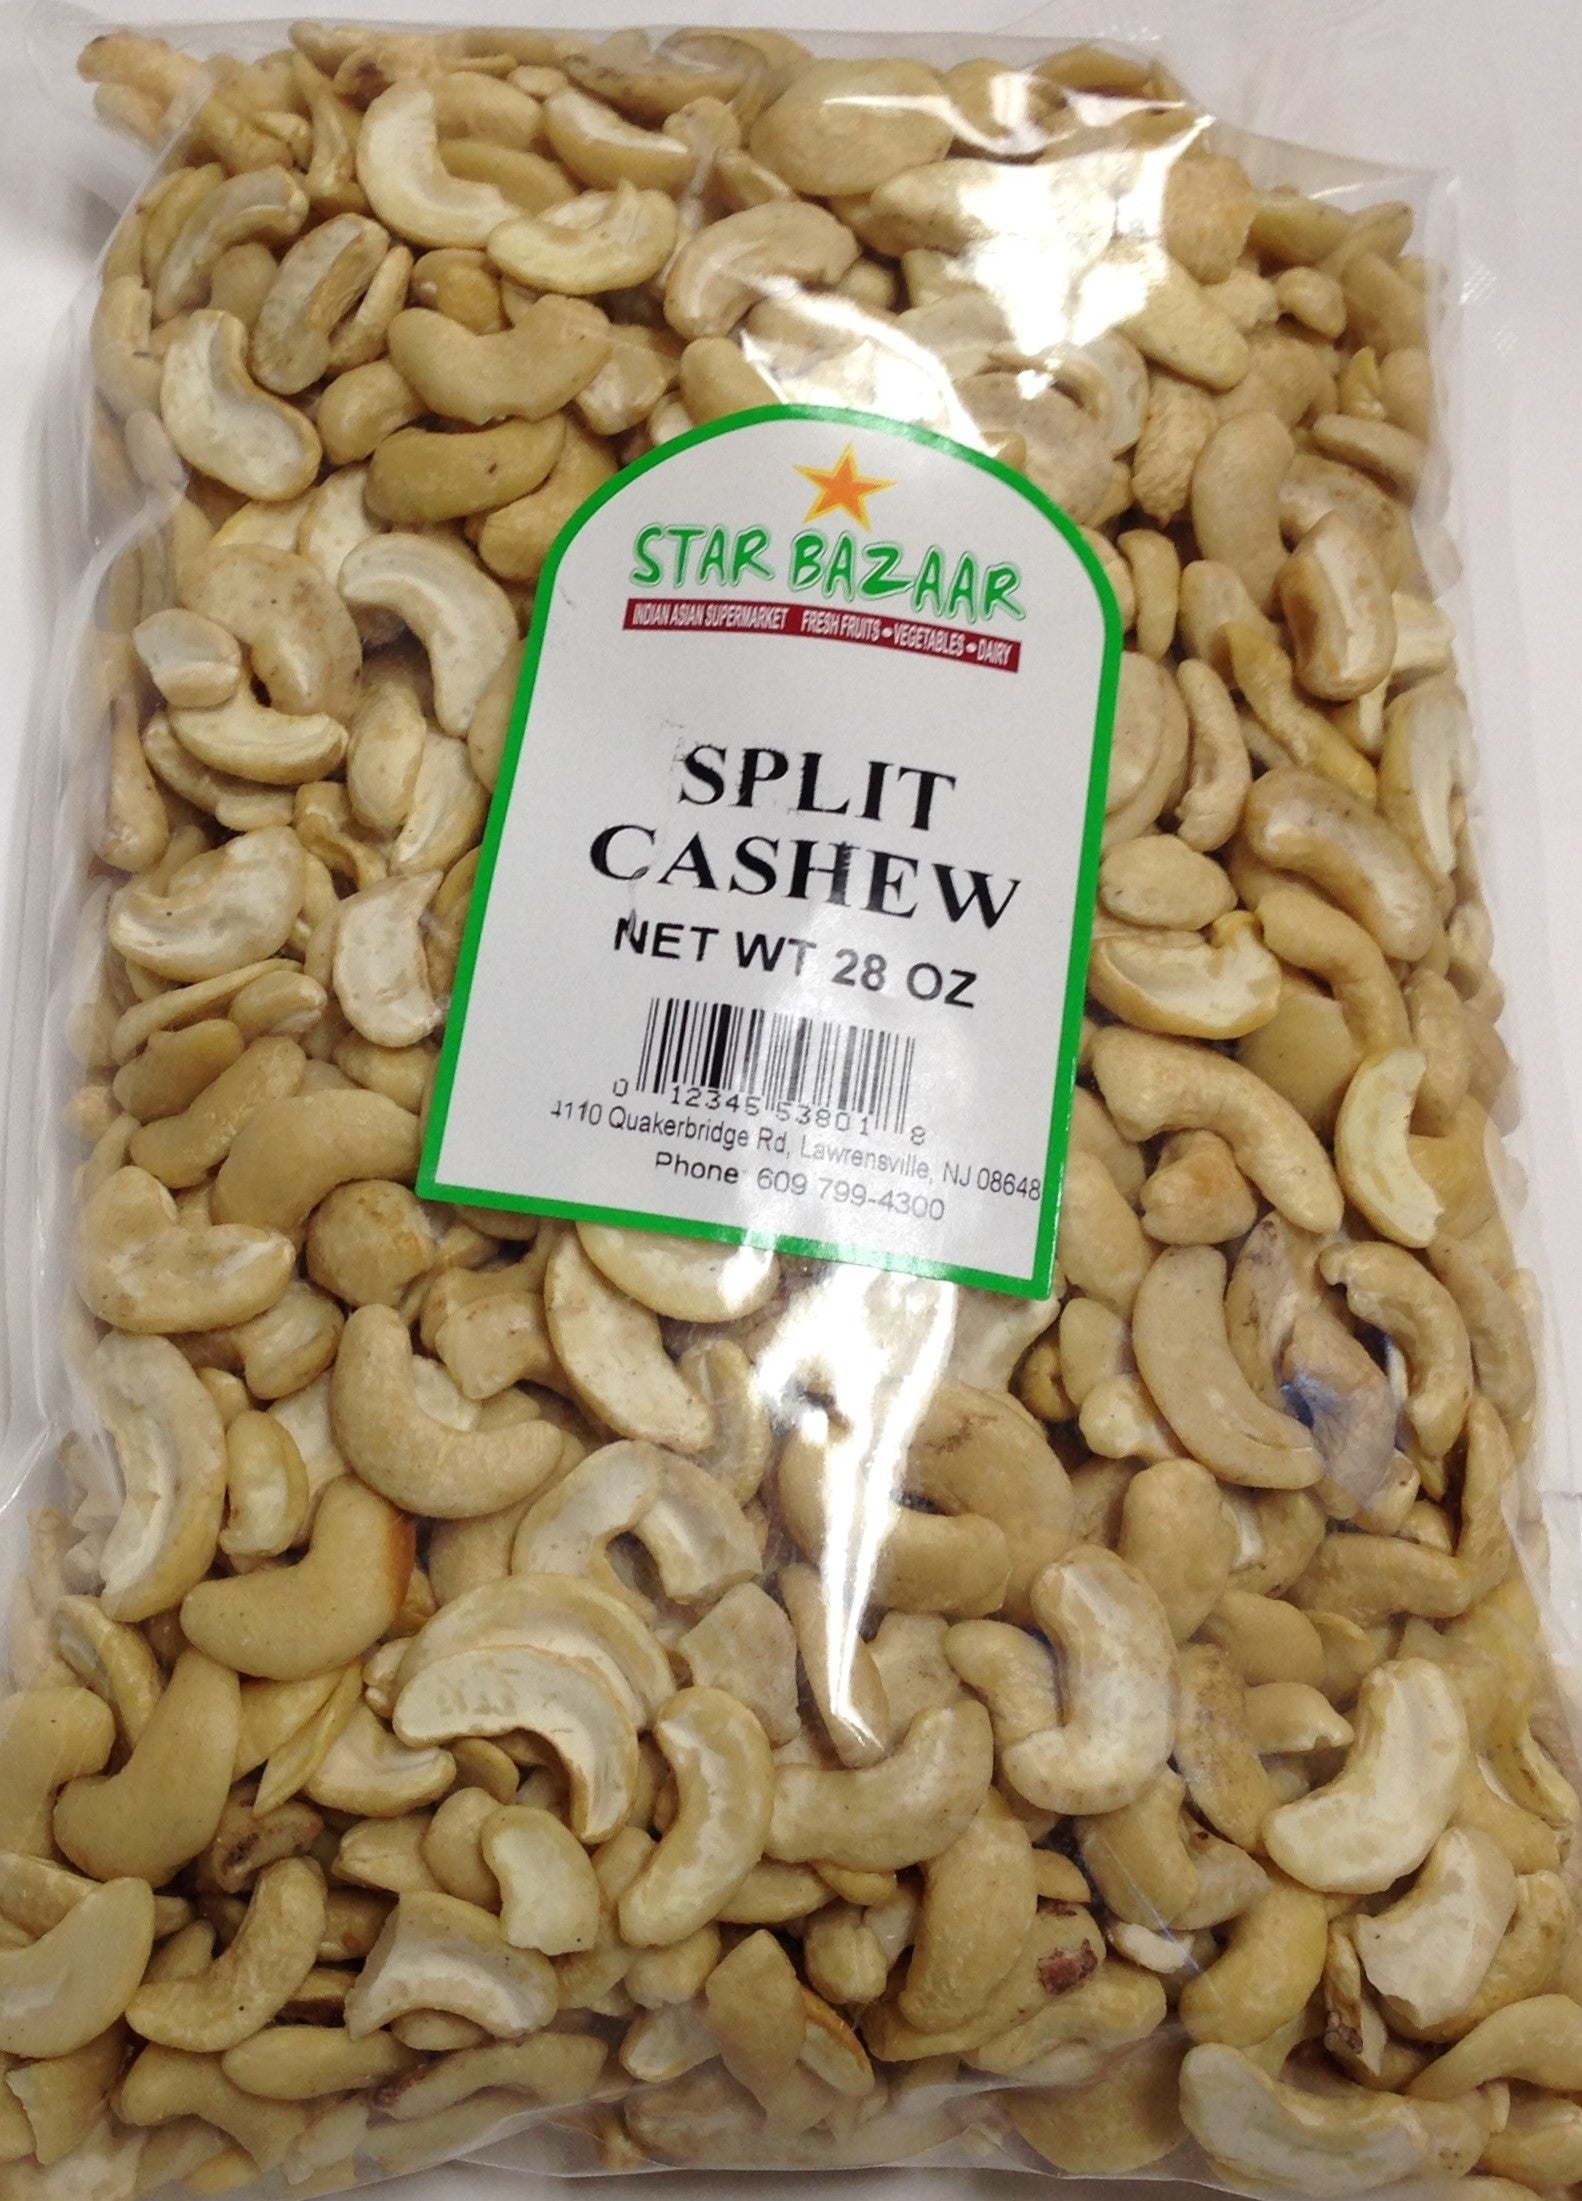 STAR BAZAAR
INDIAN ASIAN SUPERMARKET FRESH FRUITS • VEGETABLES • DAIRY
SPLIT
CASHEW
NET WT 28 OZ
0 12345 53801 8
4110 Quakerbridge Rd, Lawrensville, NJ 08648
Phone: 609 799-4300